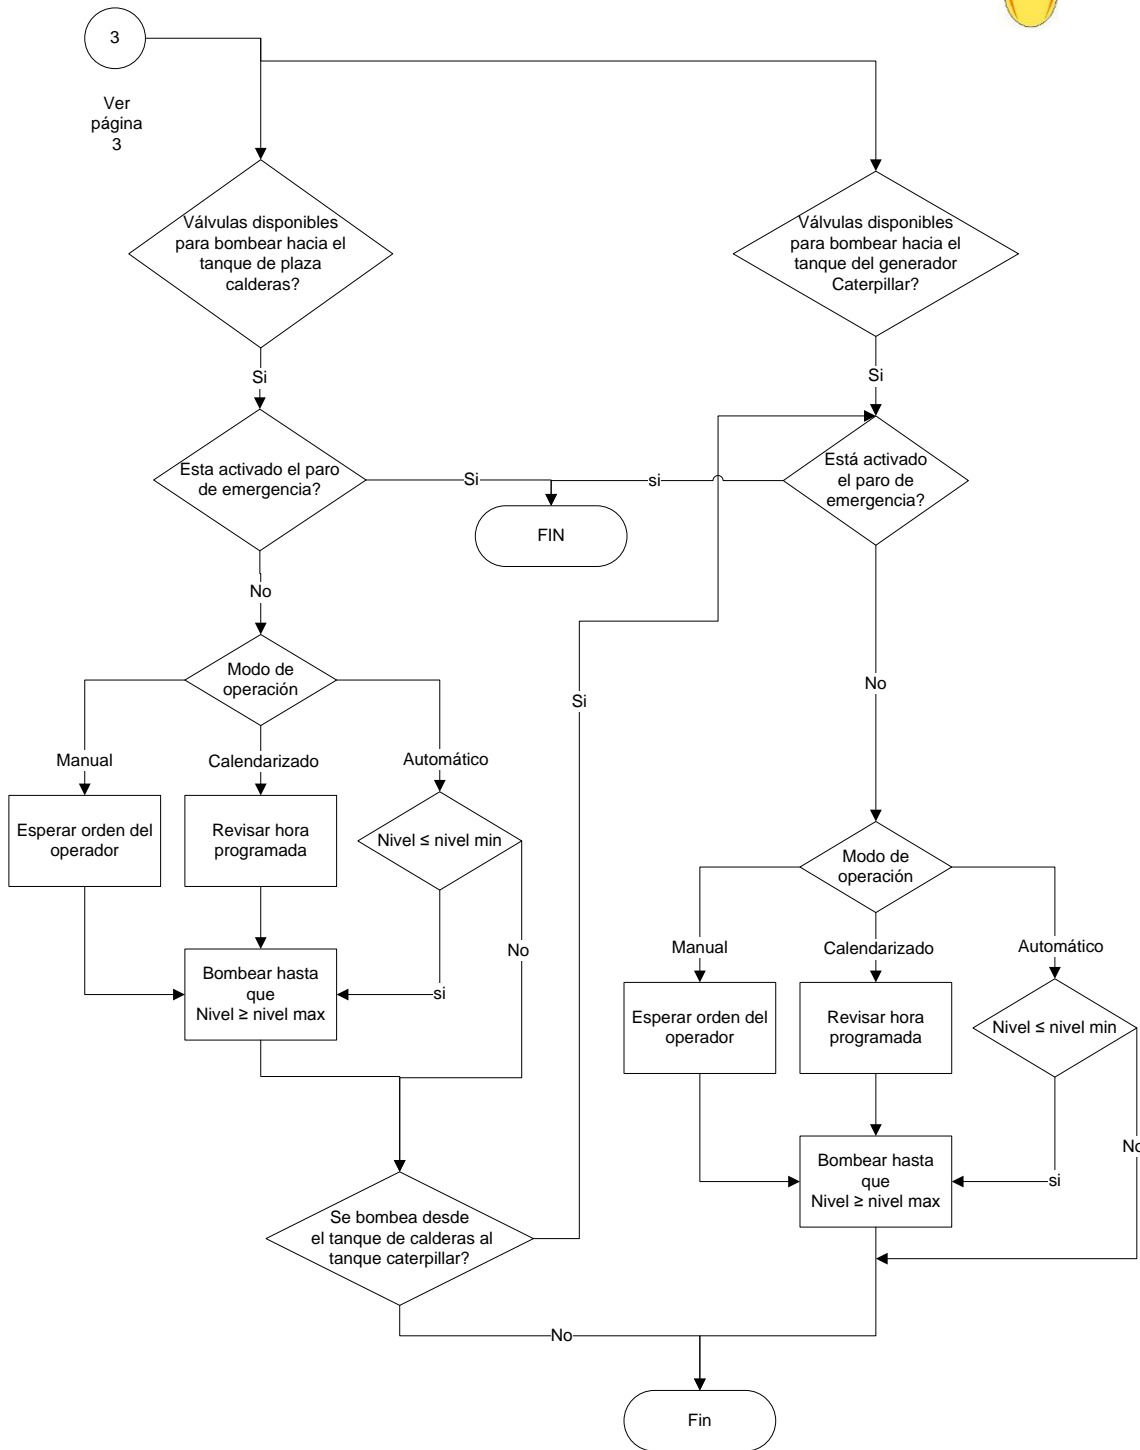 3
Ver
página
3
Válvulas disponibles
para bombear hacia el
tanque de plaza
calderas?
Válvulas disponibles
para bombear hacia el
tanque del generador
Caterpillar?
Si
Si
Esta activado el paro
de emergencia?
Si
si
Está activado
el paro de
emergencia?
FIN
No
Modo de
operación
No
Si
Manual
Calendarizado
Automático
Esperar orden del
operador
Revisar hora
programada
Nivel ≤ nivel min
Modo de
operación
No
Manual
Calendarizado
Automático
Bombear hasta
que
Nivel ≥ nivel max
si
Esperar orden del
operador
Revisar hora
programada
Nivel ≤ nivel min
No
Bombear hasta
que
Nivel ≥ nivel max
si
Se bombea desde
el tanque de calderas al
tanque caterpillar?
No
Fin